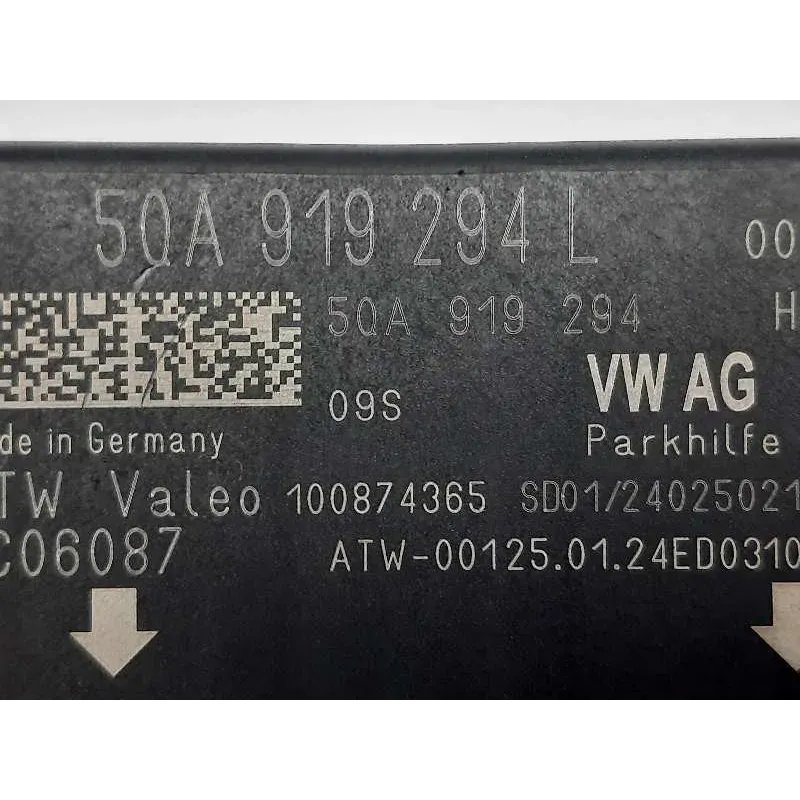 5QA 919 294 L 00
5QA 919 294 H
09S VW AG
de in Germany Parkhilfe
TW Valeo 100874365 SD01/24025021
C06087 ATW-00125.01.24ED0310